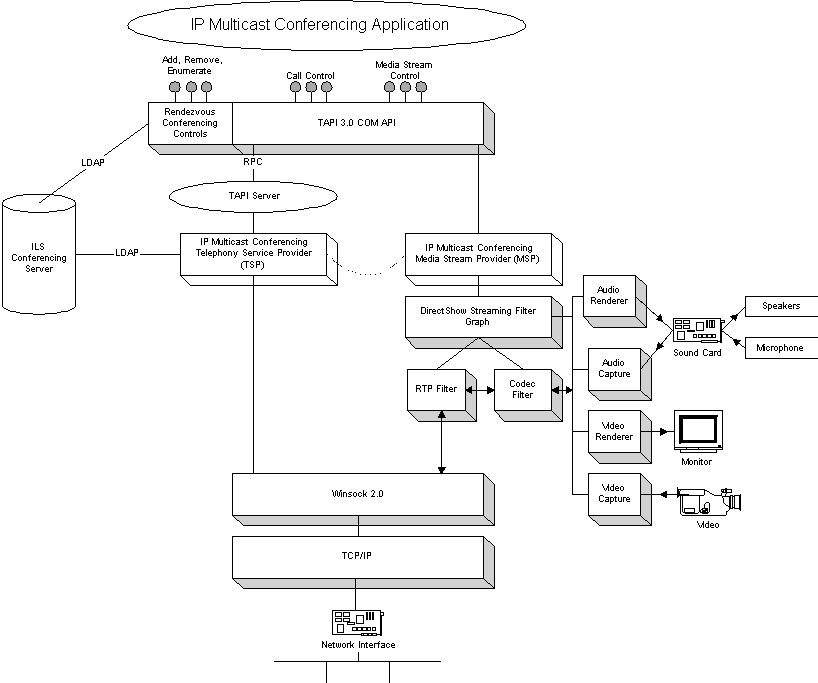 IP Multicast Conferencing Application
Add, Remove,
Enumerate
Call Control
Media Stream
Control
Rendezvous
Conferencing
Controls
TAPI 3.0 COM API
LDAP
RPC
TAPI Server
ILS
Conferencing
Server
LDAP
IP Multicast Conferencing
Telephony Service Provider
(TSP)
IP Multicast Conferencing
Media Stream Provider (MSP)
DirectShow Streaming Filter
Graph
Audio
Renderer
Speakers
Sound Card
Microphone
Audio
Capture
RTP Filter
Codec
Filter
Video
Renderer
Monitor
Video
Capture
Video
Winsock 2.0
TCP/IP
Network Interface